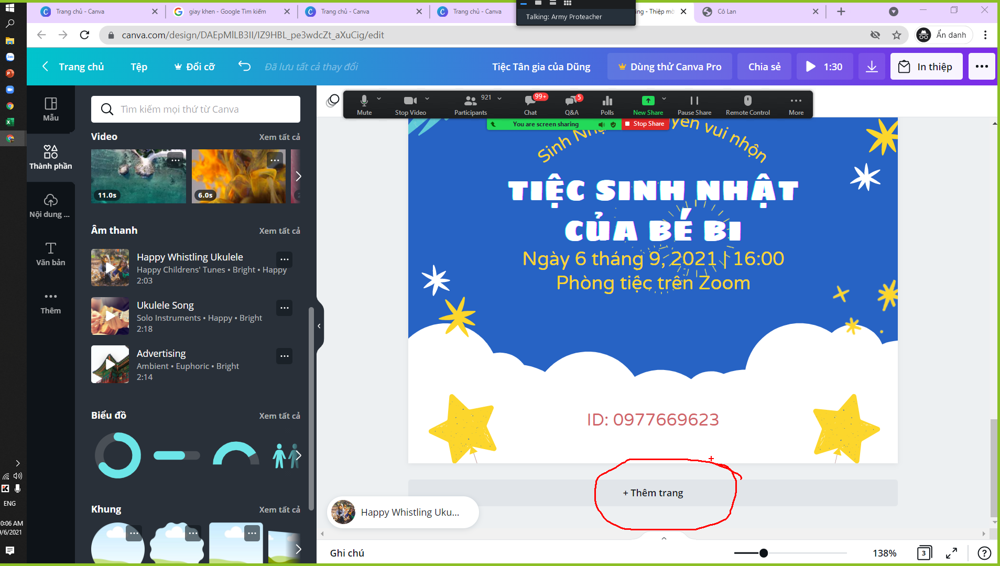 Trang chủ - Canva
giay khen - Google Tìm kiếm
Trang chủ - Canva
Trang chủ - Canva
ing - Thiệp mờ
Cô Lan
Talking: Army Proteacher
canva.com/design/DAEpMlLB3II/IZ9HBL_pe3wdcZt_aXuCig/edit
Ẩn danh
Trang chủ
Tệp
Đổi cỡ
Đã lưu tất cả thay đổi
Tiệc Tân gia của Dũng
Dùng thử Canva Pro
Chia sẻ
1:30
In thiệp
Mute
Stop Video
Participants
921
Chat
99+
Q&A
5
Polls
New Share
Pause Share
Remote Control
More
You are screen sharing
Stop Share
Mẫu
Thành phần
Nội dung ...
Văn bản
Thêm
Tìm kiếm mọi thứ từ Canva
Video
Xem tất cả
11.0s
6.0s
Âm thanh
Xem tất cả
Happy Whistling Ukulele
Happy Childrens' Tunes • Bright • Happy
2:03
Ukulele Song
Solo Instruments • Happy • Bright
2:18
Advertising
Ambient • Euphoric • Bright
2:14
Biểu đồ
Xem tất cả
Khung
Xem tất cả
Sinh Nh yến vui nhộn
TIỆC SINH NHẬT
CỦA BÉ BI
Ngày 6 tháng 9, 2021 | 16:00
Phòng tiệc trên Zoom
ID: 0977669623
+ Thêm trang
Happy Whistling Uku...
Ghi chú
138%
3
Zalo
ENG
0:06 AM
9/6/2021